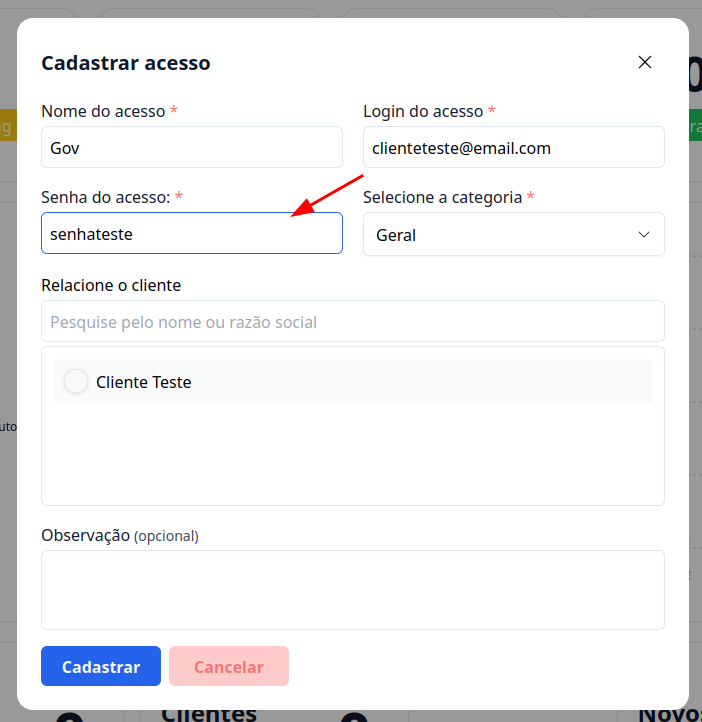 Cadastrar acesso
Nome do acesso *
Login do acesso *
Gov
clienteteste@email.com
Senha do acesso: *
Selecione a categoria *
senhateste
Geral
Relacione o cliente
Pesquise pelo nome ou razão social
Cliente Teste
Observação (opcional)
Cadastrar
Cancelar
Clientes